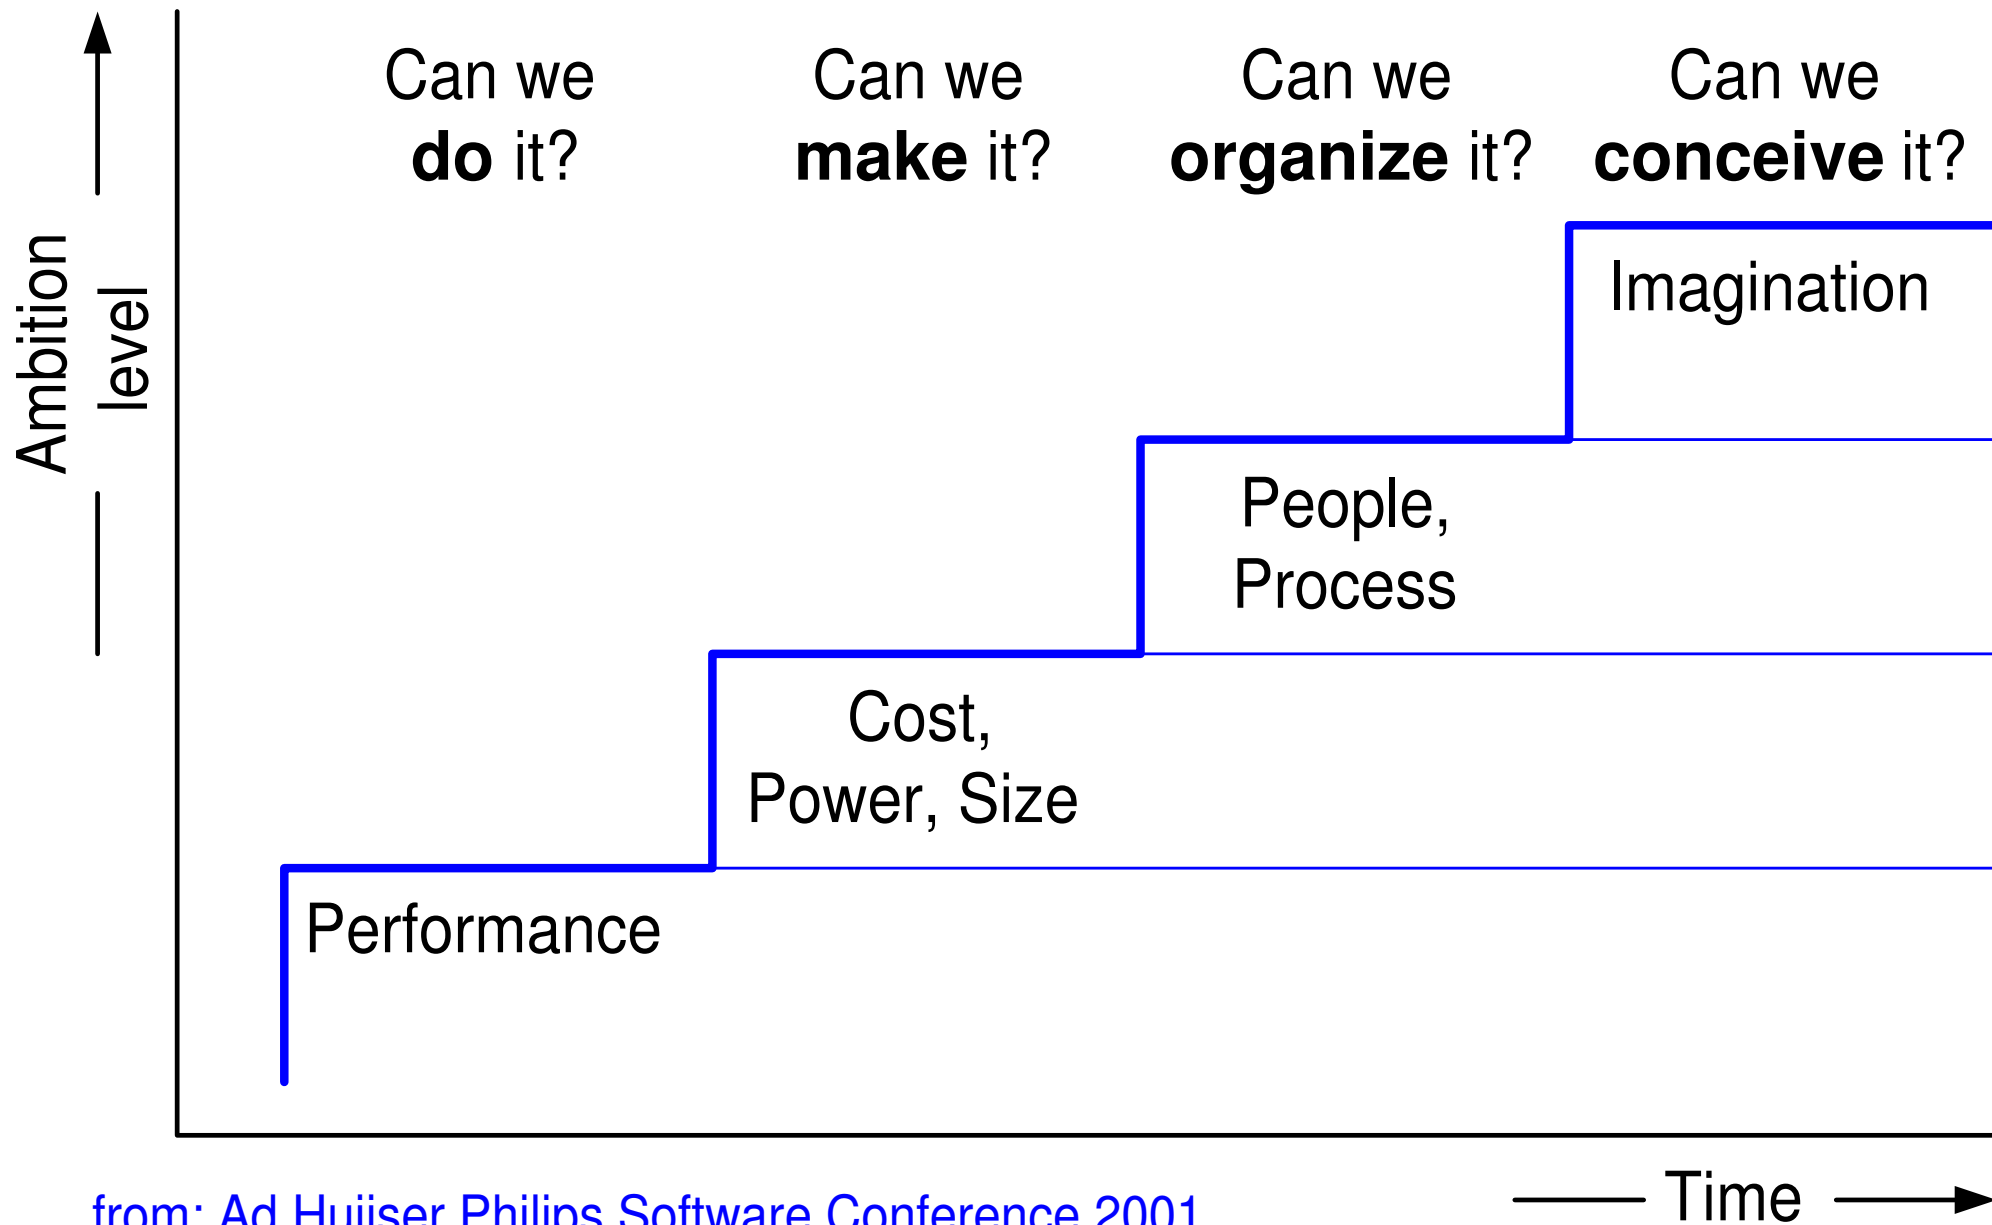 Can we
do it?
Can we
make it?
Can we
organize it?
Can we
conceive it?
Ambition
level
Imagination
People,
Process
Cost,
Power, Size
Performance
Time
from: Ad Huijser Philips Software Conference 2001